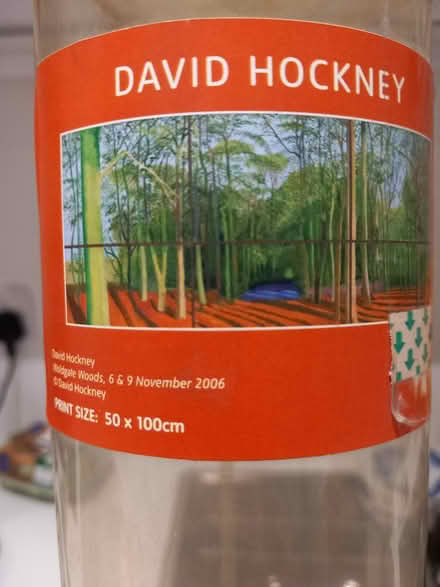 DAVID HOCKNEY
David Hockney
Woldgate Woods, 6 & 9 November 2006
© David Hockney
PRINT SIZE: 50 x 100cm